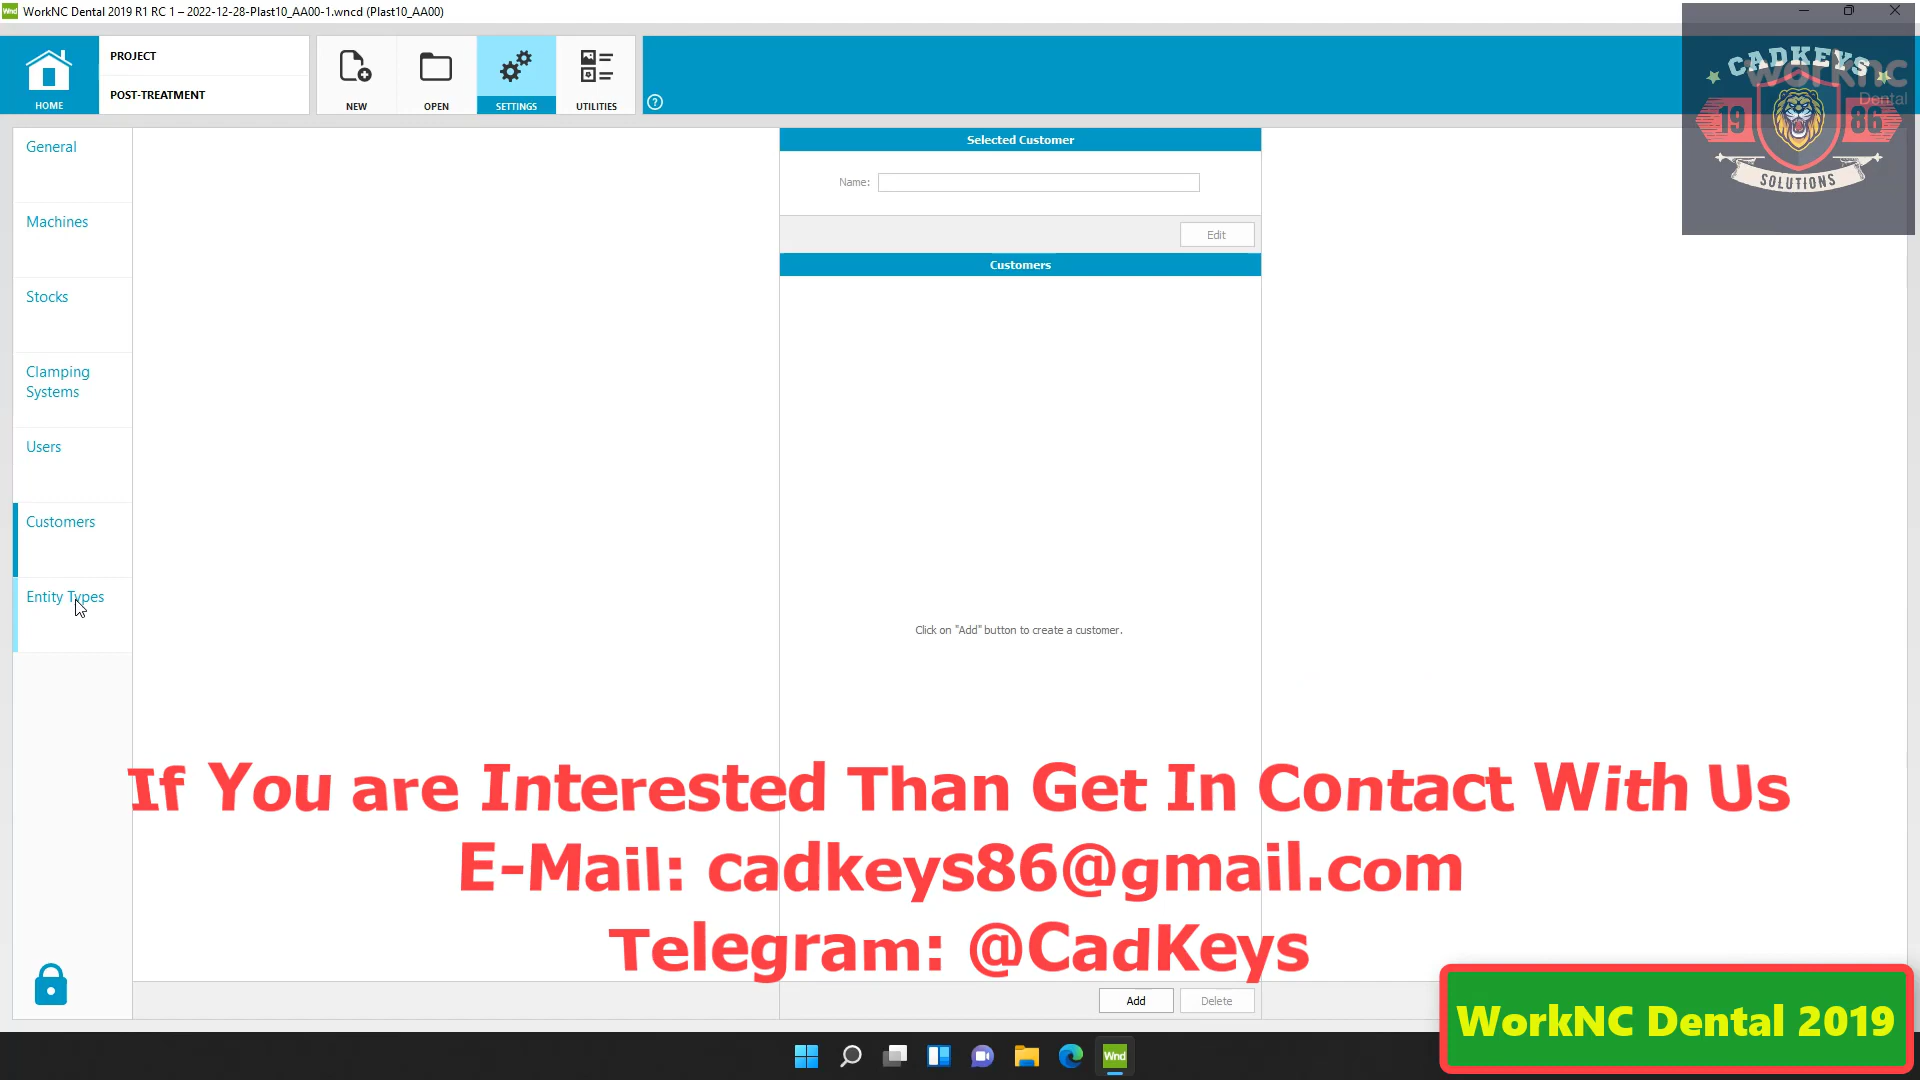 WorkNC Dental 2019 R1 RC 1 – 2022-12-28-Plast10_AA00-1.wncd (Plast10_AA00)
HOME
PROJECT
POST-TREATMENT
NEW
OPEN
SETTINGS
UTILITIES
?
worknc
Dental
CADKEYS
19
86
SOLUTIONS
General
Machines
Stocks
Clamping
Systems
Users
Customers
Entity Types
Selected Customer
Name:
Edit
Customers
Click on "Add" button to create a customer.
If You are Interested Than Get In Contact With Us
E-Mail: cadkeys86@gmail.com
Telegram: @CadKeys
Add
Delete
WorkNC Dental 2019
Wnd